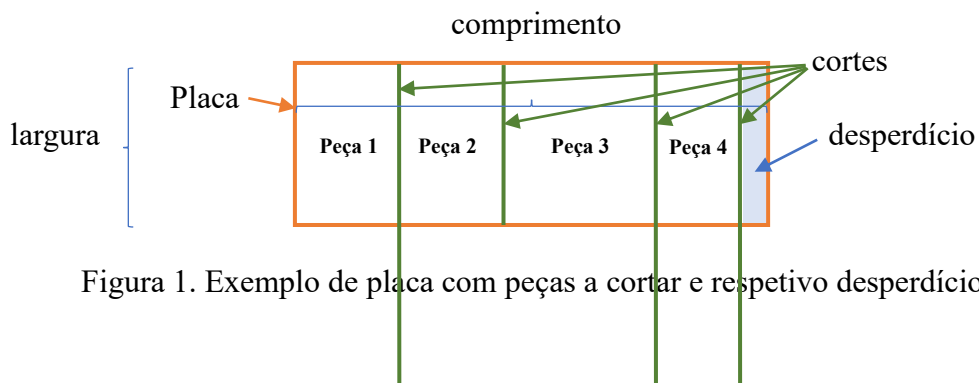 comprimento
cortes
Placa
largura
Peça 1
Peça 2
Peça 3
Peça 4
desperdício
Figura 1. Exemplo de placa com peças a cortar e respetivo desperdício